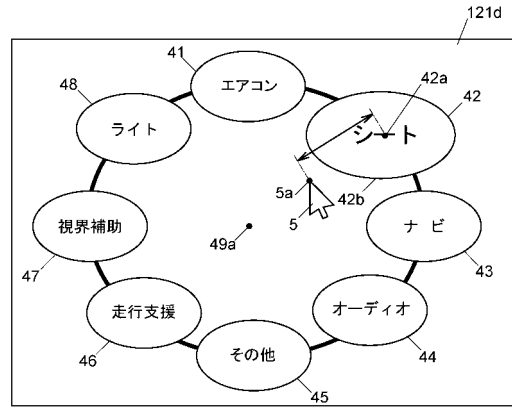 121d
41
エアコン
42a
42
48
ライト
シート
5a
5
42b
視界補助
49a
ナビ
47
43
走行支援
オーディオ
46
その他
44
45